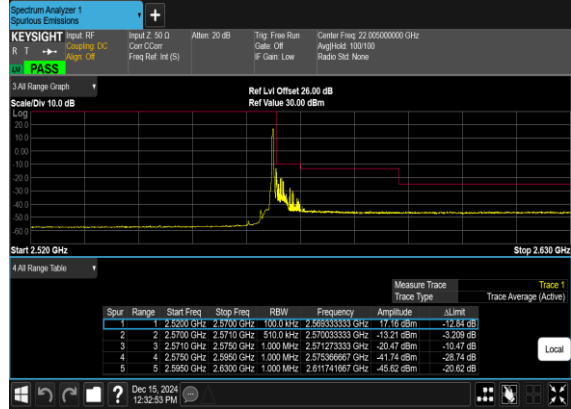 Spectrum Analyzer 1
Spurious Emissions
+
KEYSIGHT Input: RF Input Z: 50 Ω Atten: 20 dB Trig: Free Run Center Freq: 22.005000000 GHz
R T Coupling: DC Corr CCorr Gate: Off Avg|Hold: 100/100
Align: Off Freq Ref: Int (S) IF Gain: Low Radio Std: None
LV PASS
3 All Range Graph
Ref Lvl Offset 26.00 dB
Scale/Div 10.0 dB Ref Value 30.00 dBm
Log
20.0
10.0
0.00
-10.0
-20.0
-30.0
-40.0
-50.0
-60.0
Start 2.520 GHz Stop 2.630 GHz
4 All Range Table
Measure Trace Trace 1
Trace Type Trace Average (Active)
Spur Range Start Freq Stop Freq RBW Frequency Amplitude ΔLimit
1 1 2.5200 GHz 2.5700 GHz 100.0 kHz 2.569333333 GHz 17.16 dBm -12.84 dB
2 2 2.5700 GHz 2.5710 GHz 510.0 kHz 2.570033333 GHz -13.21 dBm -3.209 dB
3 3 2.5710 GHz 2.5750 GHz 1.000 MHz 2.571273333 GHz -20.47 dBm -10.47 dB
4 4 2.5750 GHz 2.5950 GHz 1.000 MHz 2.575366667 GHz -41.74 dBm -28.74 dB
5 5 2.5950 GHz 2.6300 GHz 1.000 MHz 2.611741667 GHz -45.62 dBm -20.62 dB
Local
? Dec 15, 2024
12:32:53 PM